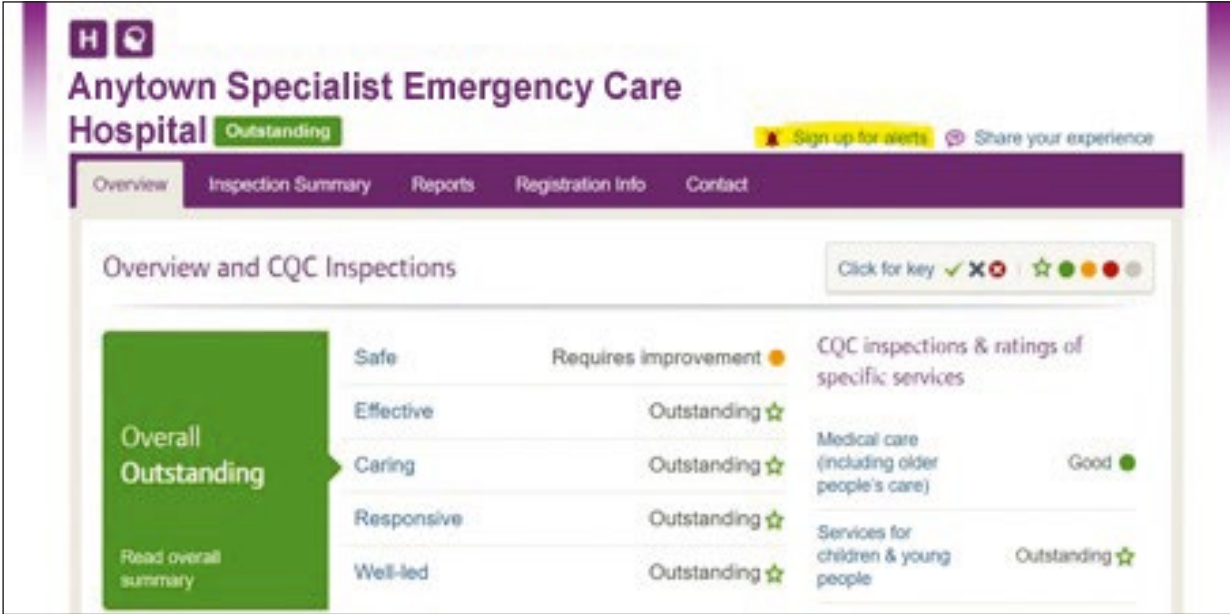 H
Anytown Specialist Emergency Care
Hospital Outstanding
Sign up for alerts Share your experience
Overview Inspection Summary Reports Registration Info Contact
Overview and CQC Inspections
Click for key
Overall
Outstanding
Read overall
summary
Safe Requires improvement
Effective Outstanding
Caring Outstanding
Responsive Outstanding
Well-led Outstanding
CQC inspections & ratings of
specific services
Medical care
(including older
people's care)
Good
Services for
children & young
people
Outstanding